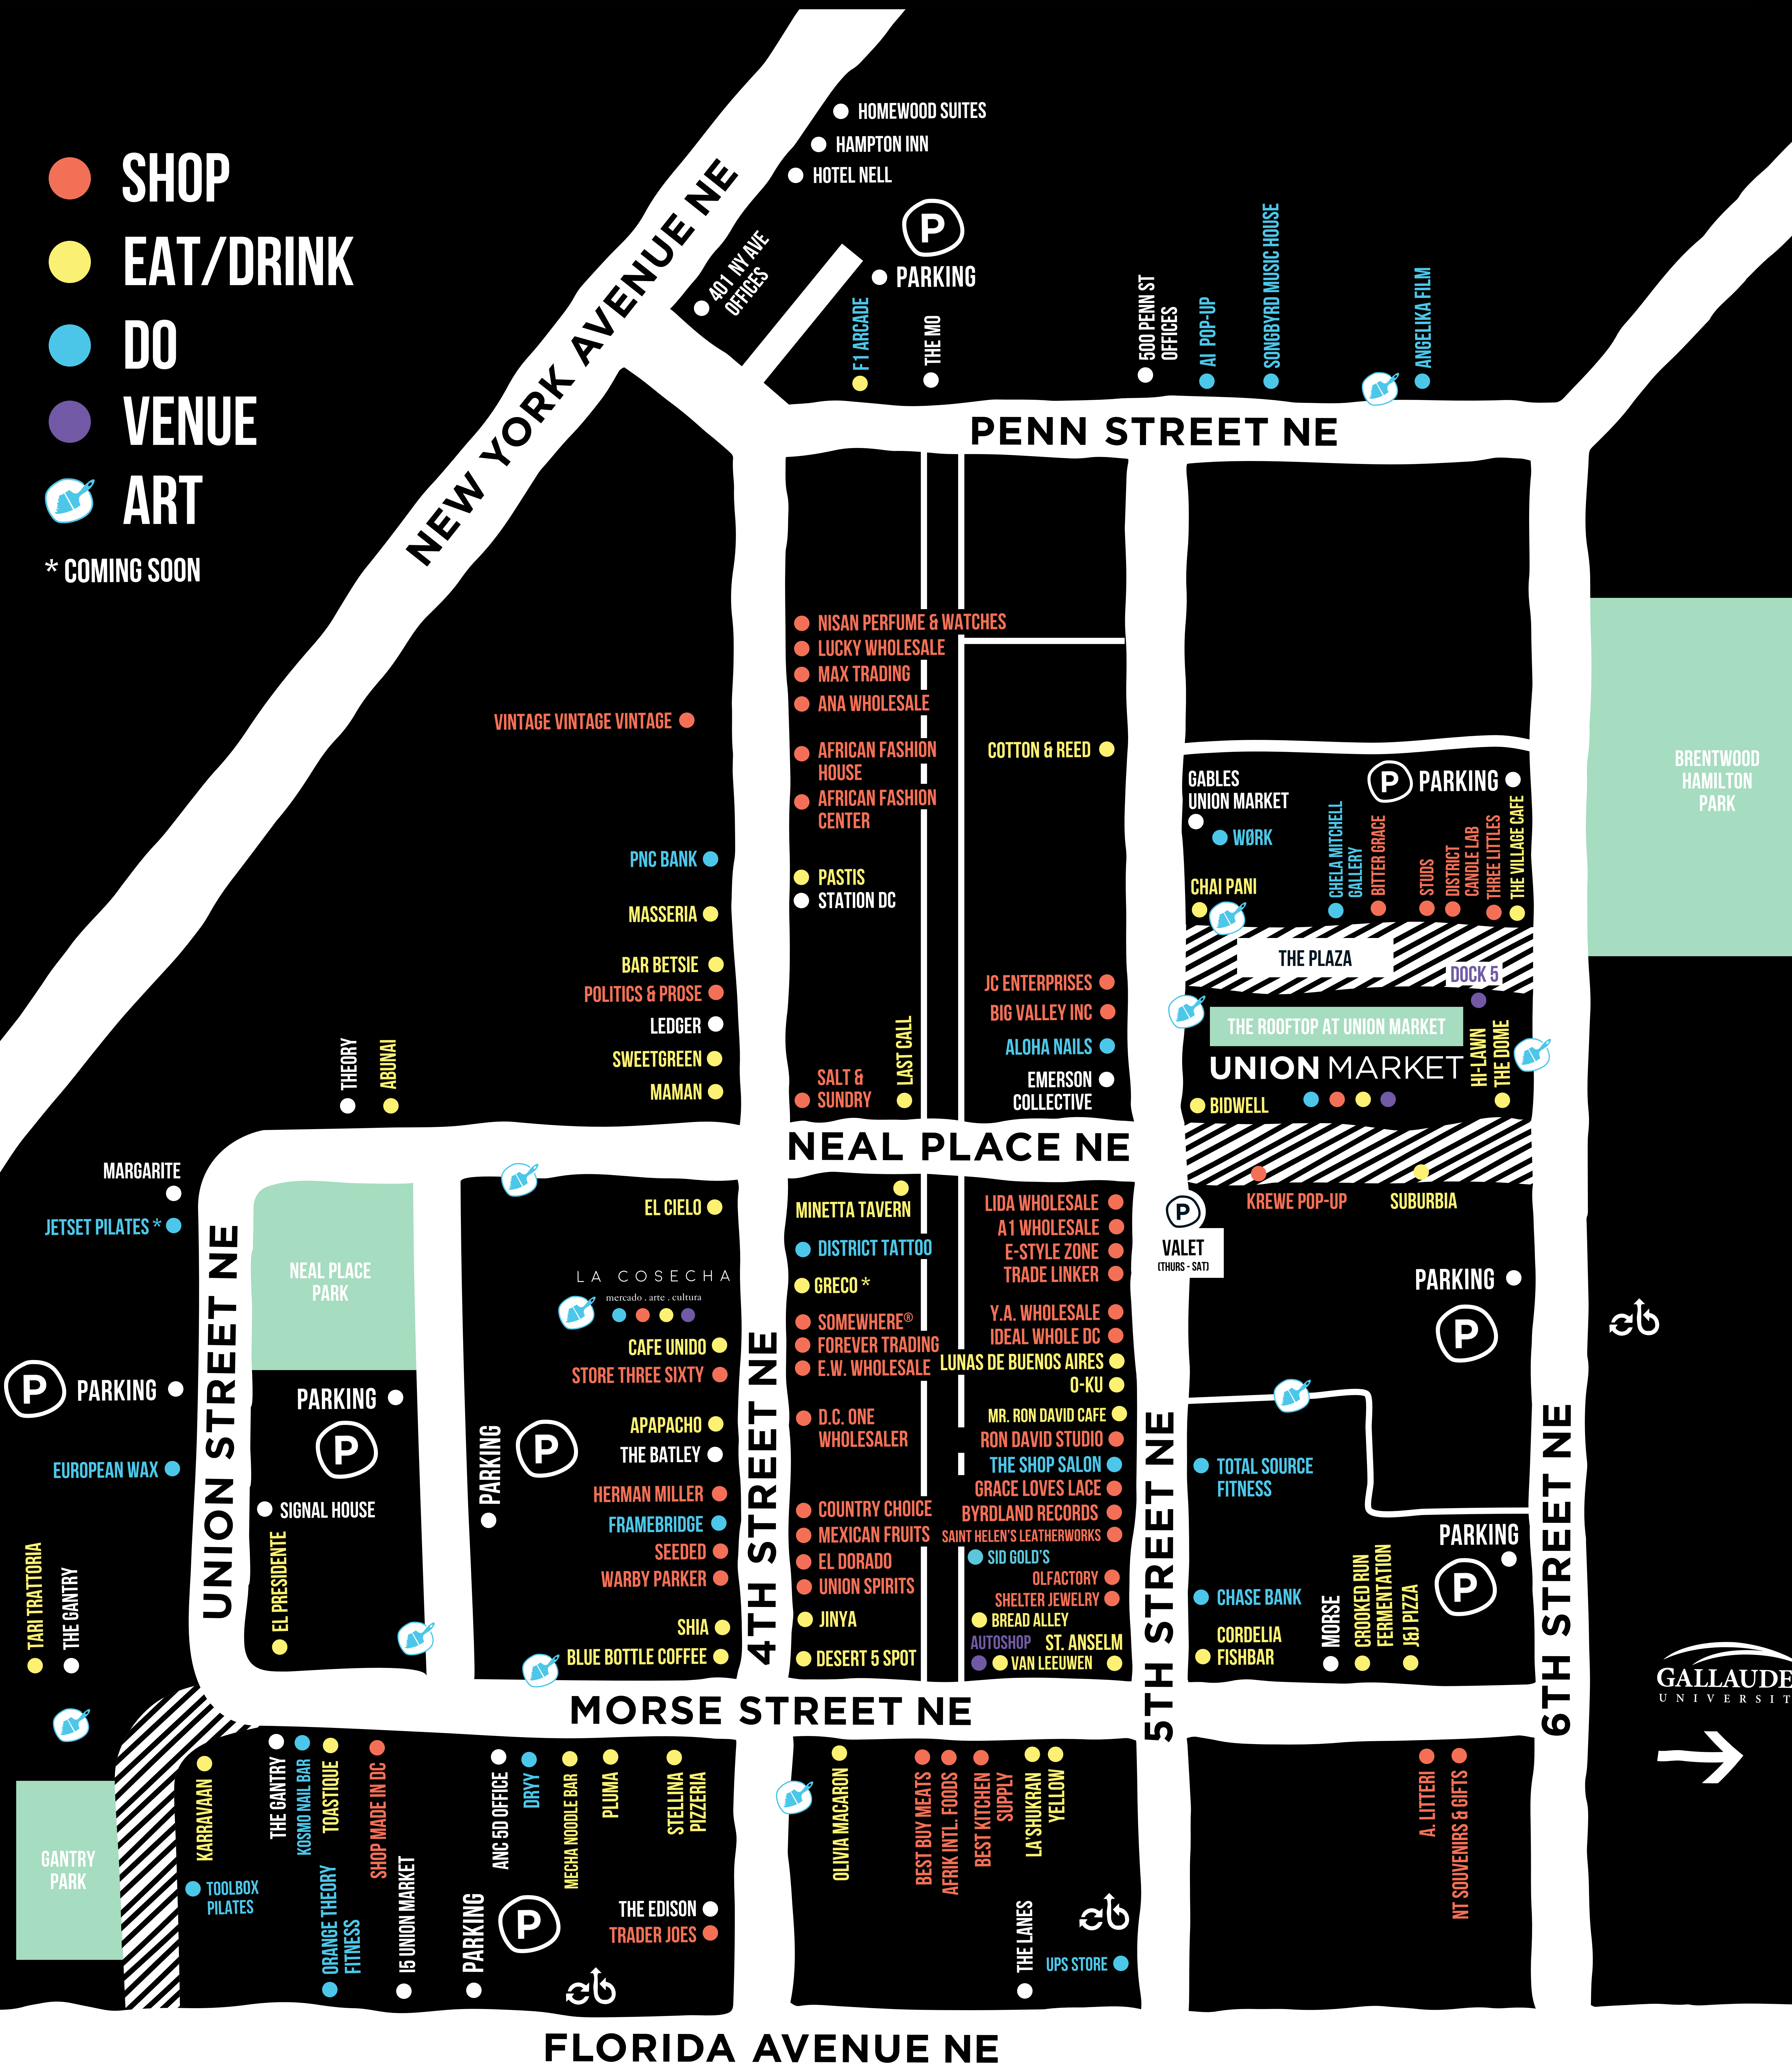 SHOP
EAT/DRINK
DO
VENUE
ART
* COMING SOON
HOMEWOOD SUITES
HAMPTON INN
HOTEL NELL
P
PARKING
NEW YORK AVENUE NE
401 NY AVE
OFFICES
F1 ARCADE
THE MO
500 PENN ST
OFFICES
AI POP-UP
SONGBYRD MUSIC HOUSE
ANGELIKA FILM
PENN STREET NE
NISAN PERFUME & WATCHES
LUCKY WHOLESALE
MAX TRADING
ANA WHOLESALE
AFRICAN FASHION
HOUSE
AFRICAN FASHION
CENTER
PASTIS
STATION DC
SALT &
SUNDRY
LAST CALL
VINTAGE VINTAGE VINTAGE
PNC BANK
MASSERIA
BAR BETSIE
POLITICS & PROSE
LEDGER
SWEETGREEN
MAMAN
THEORY
ABUNAI
COTTON & REED
JC ENTERPRISES
BIG VALLEY INC
ALOHA NAILS
EMERSON
COLLECTIVE
GABLES
UNION MARKET
WØRK
CHAI PANI
P
PARKING
CHELA MITCHELL
GALLERY
BITTER GRACE
STUDS
DISTRICT
CANDLE LAB
THREE LITTLES
THE VILLAGE CAFE
THE PLAZA
DOCK 5
THE ROOFTOP AT UNION MARKET
UNION MARKET
HI-LAWN
THE DOME
BIDWELL
BRENTWOOD
HAMILTON
PARK
NEAL PLACE NE
KREWE POP-UP
SUBURBIA
P
VALET
(THURS - SAT)
MARGARITE
JETSET PILATES *
UNION STREET NE
NEAL PLACE
PARK
P
PARKING
EUROPEAN WAX
TARI TRATTORIA
THE GANTRY
PARKING
P
SIGNAL HOUSE
EL PRESIDENTE
PARKING
P
EL CIELO
LA COSECHA
mercado . arte . cultura
CAFE UNIDO
STORE THREE SIXTY
APAPACHO
THE BATLEY
HERMAN MILLER
FRAMEBRIDGE
SEEDED
WARBY PARKER
SHIA
BLUE BOTTLE COFFEE
4TH STREET NE
MINETTA TAVERN
DISTRICT TATTOO
GRECO *
SOMEWHERE®
FOREVER TRADING
E.W. WHOLESALE
D.C. ONE
WHOLESALER
COUNTRY CHOICE
MEXICAN FRUITS
EL DORADO
UNION SPIRITS
JINYA
DESERT 5 SPOT
LIDA WHOLESALE
A1 WHOLESALE
E-STYLE ZONE
TRADE LINKER
Y.A. WHOLESALE
IDEAL WHOLE DC
LUNAS DE BUENOS AIRES
O-KU
MR. RON DAVID CAFE
RON DAVID STUDIO
THE SHOP SALON
GRACE LOVES LACE
BYRDLAND RECORDS
SAINT HELEN'S LEATHERWORKS
SID GOLD'S
OLFACTORY
SHELTER JEWELRY
BREAD ALLEY
AUTOSHOP
ST. ANSELM
VAN LEEUWEN
5TH STREET NE
PARKING
P
TOTAL SOURCE
FITNESS
CHASE BANK
CORDELIA
FISHBAR
MORSE
CROOKED RUN
FERMENTATION
J&J PIZZA
PARKING
P
6TH STREET NE
GALLAUDE
UNIVERSIT
MORSE STREET NE
GANTRY
PARK
KARRAVAAN
TOOLBOX
PILATES
THE GANTRY
KOSMO NAIL BAR
TOASTIQUE
SHOP MADE IN DC
ORANGE THEORY
FITNESS
I5 UNION MARKET
ANC 5D OFFICE
DRYY
MECHA NOODLE BAR
PLUMA
STELLINA
PIZZERIA
PARKING
P
THE EDISON
TRADER JOES
OLIVIA MACARON
BEST BUY MEATS
AFRIK INTL. FOODS
BEST KITCHEN
SUPPLY
LA'SHUKRAN
YELLOW
THE LANES
UPS STORE
A. LITTERI
NT SOUVENIRS & GIFTS
FLORIDA AVENUE NE